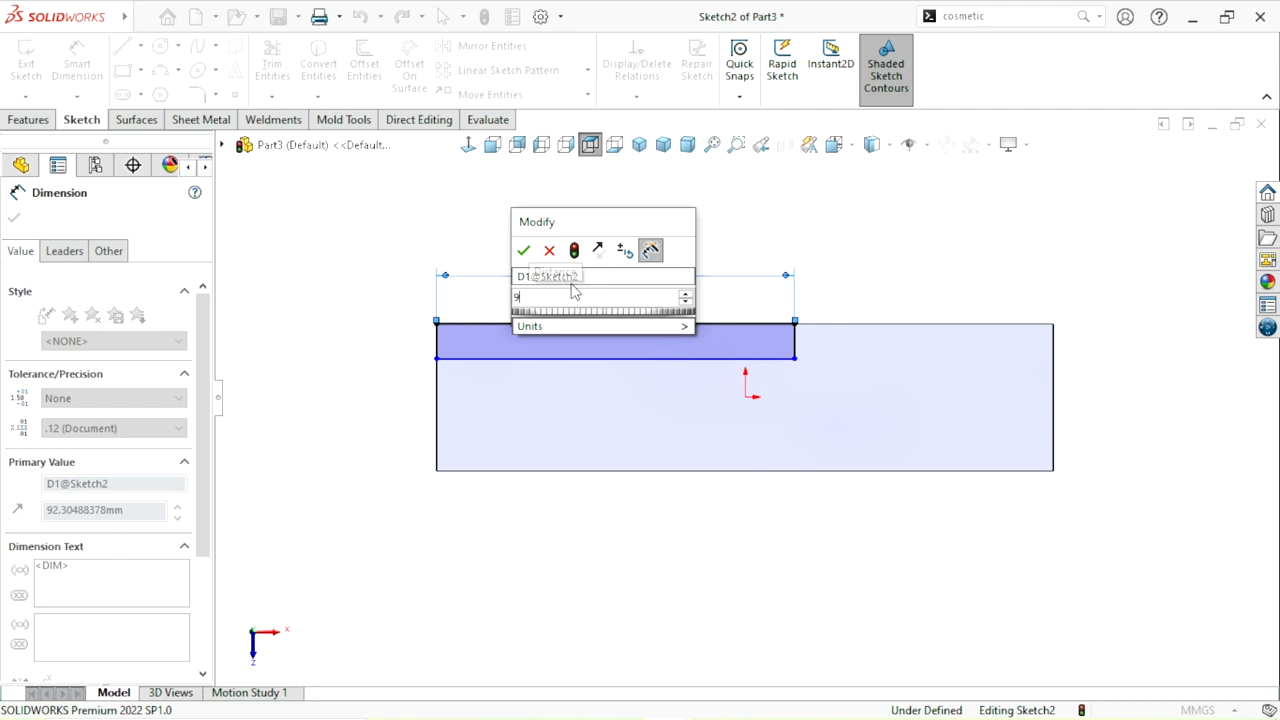 SOLIDWORKS
Sketch2 of Part3 *
cosmetic
Exit Sketch
Smart Dimension
Trim Entities
Convert Entities
Offset Entities
Offset On Surface
Mirror Entities
Linear Sketch Pattern
Move Entities
Display/Delete Relations
Repair Sketch
Quick Snaps
Rapid Sketch
Instant2D
Shaded Sketch Contours
Features
Sketch
Surfaces
Sheet Metal
Weldments
Mold Tools
Direct Editing
Evaluate
Part3 (Default) <<Default...
Dimension
Value
Leaders
Other
Style
<NONE>
Tolerance/Precision
None
.12 (Document)
Primary Value
D1@Sketch2
92.30488378mm
Dimension Text
<DIM>
Modify
D1@Sketch2
9
Units >
x
Z
Model
3D Views
Motion Study 1
SOLIDWORKS Premium 2022 SP1.0
Under Defined
Editing Sketch2
MMGS